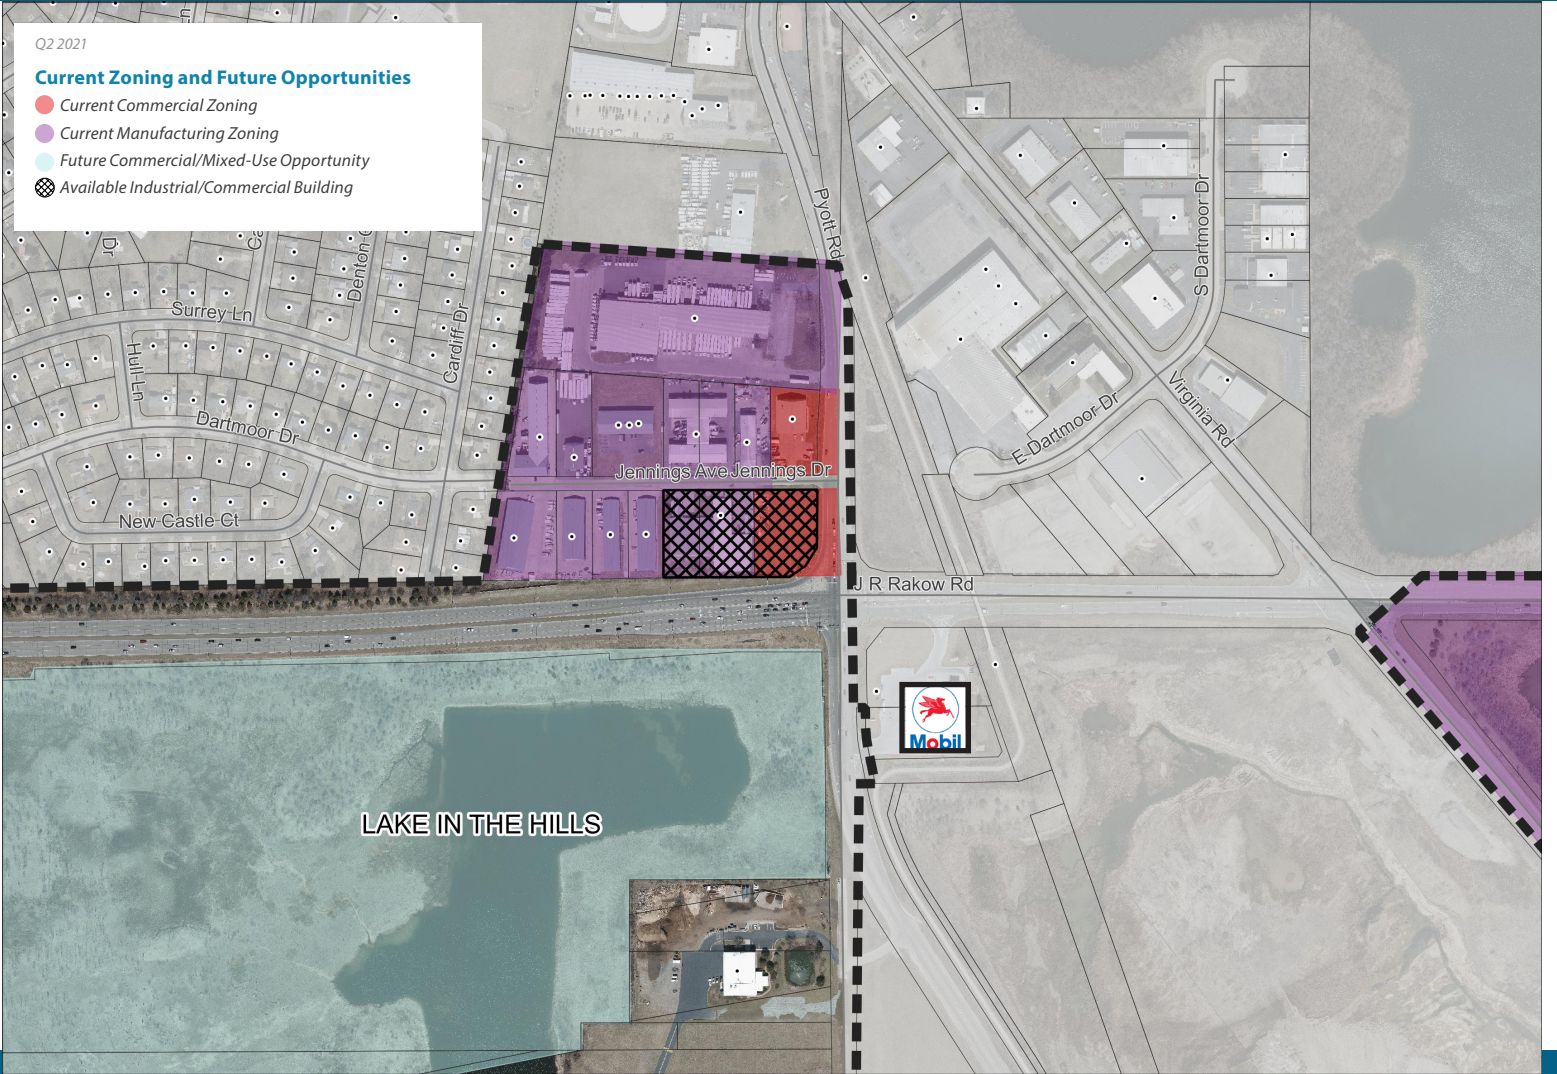 Q2 2021
Current Zoning and Future Opportunities
Current Commercial Zoning
Current Manufacturing Zoning
Future Commercial/Mixed-Use Opportunity
Available Industrial/Commercial Building
Dr
Pyott Rd
S Dartmoor Dr
Surrey Ln
Hull Ln
Cardiff Dr
Dartmoor Dr
Virginia Rd
E Dartmoor Dr
Jennings Ave Jennings Dr
New Castle Ct
J R Rakow Rd
Mobil
LAKE IN THE HILLS